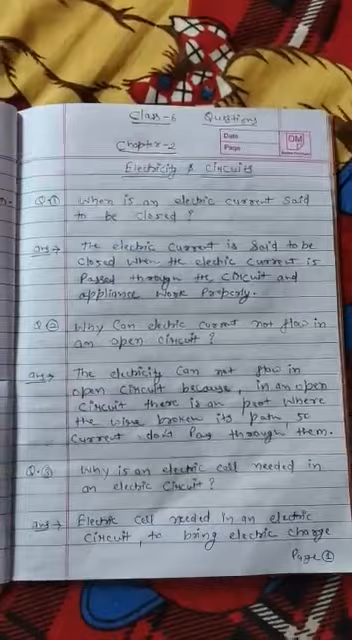 Class-6 Questions
Chapter-2
Date
Page
OM
Electricity & Circuits
Q.① When is an electric current said
to be closed?
ans→ The electric current is said to be
closed when the electric current is
passed through the circuit and
appliance work properly.
Q② Why can electric current not flow in
an open circuit?
ans→ The electricity can not flow in
open circuit because, in an open
circuit there is an part where
the wire broken its path, so
current don't pass through them.
Q.③ Why is an electric cell needed in
an electric circuit?
ans→ Electric cell needed in an electric
circuit, to bring electric charge
Page ①